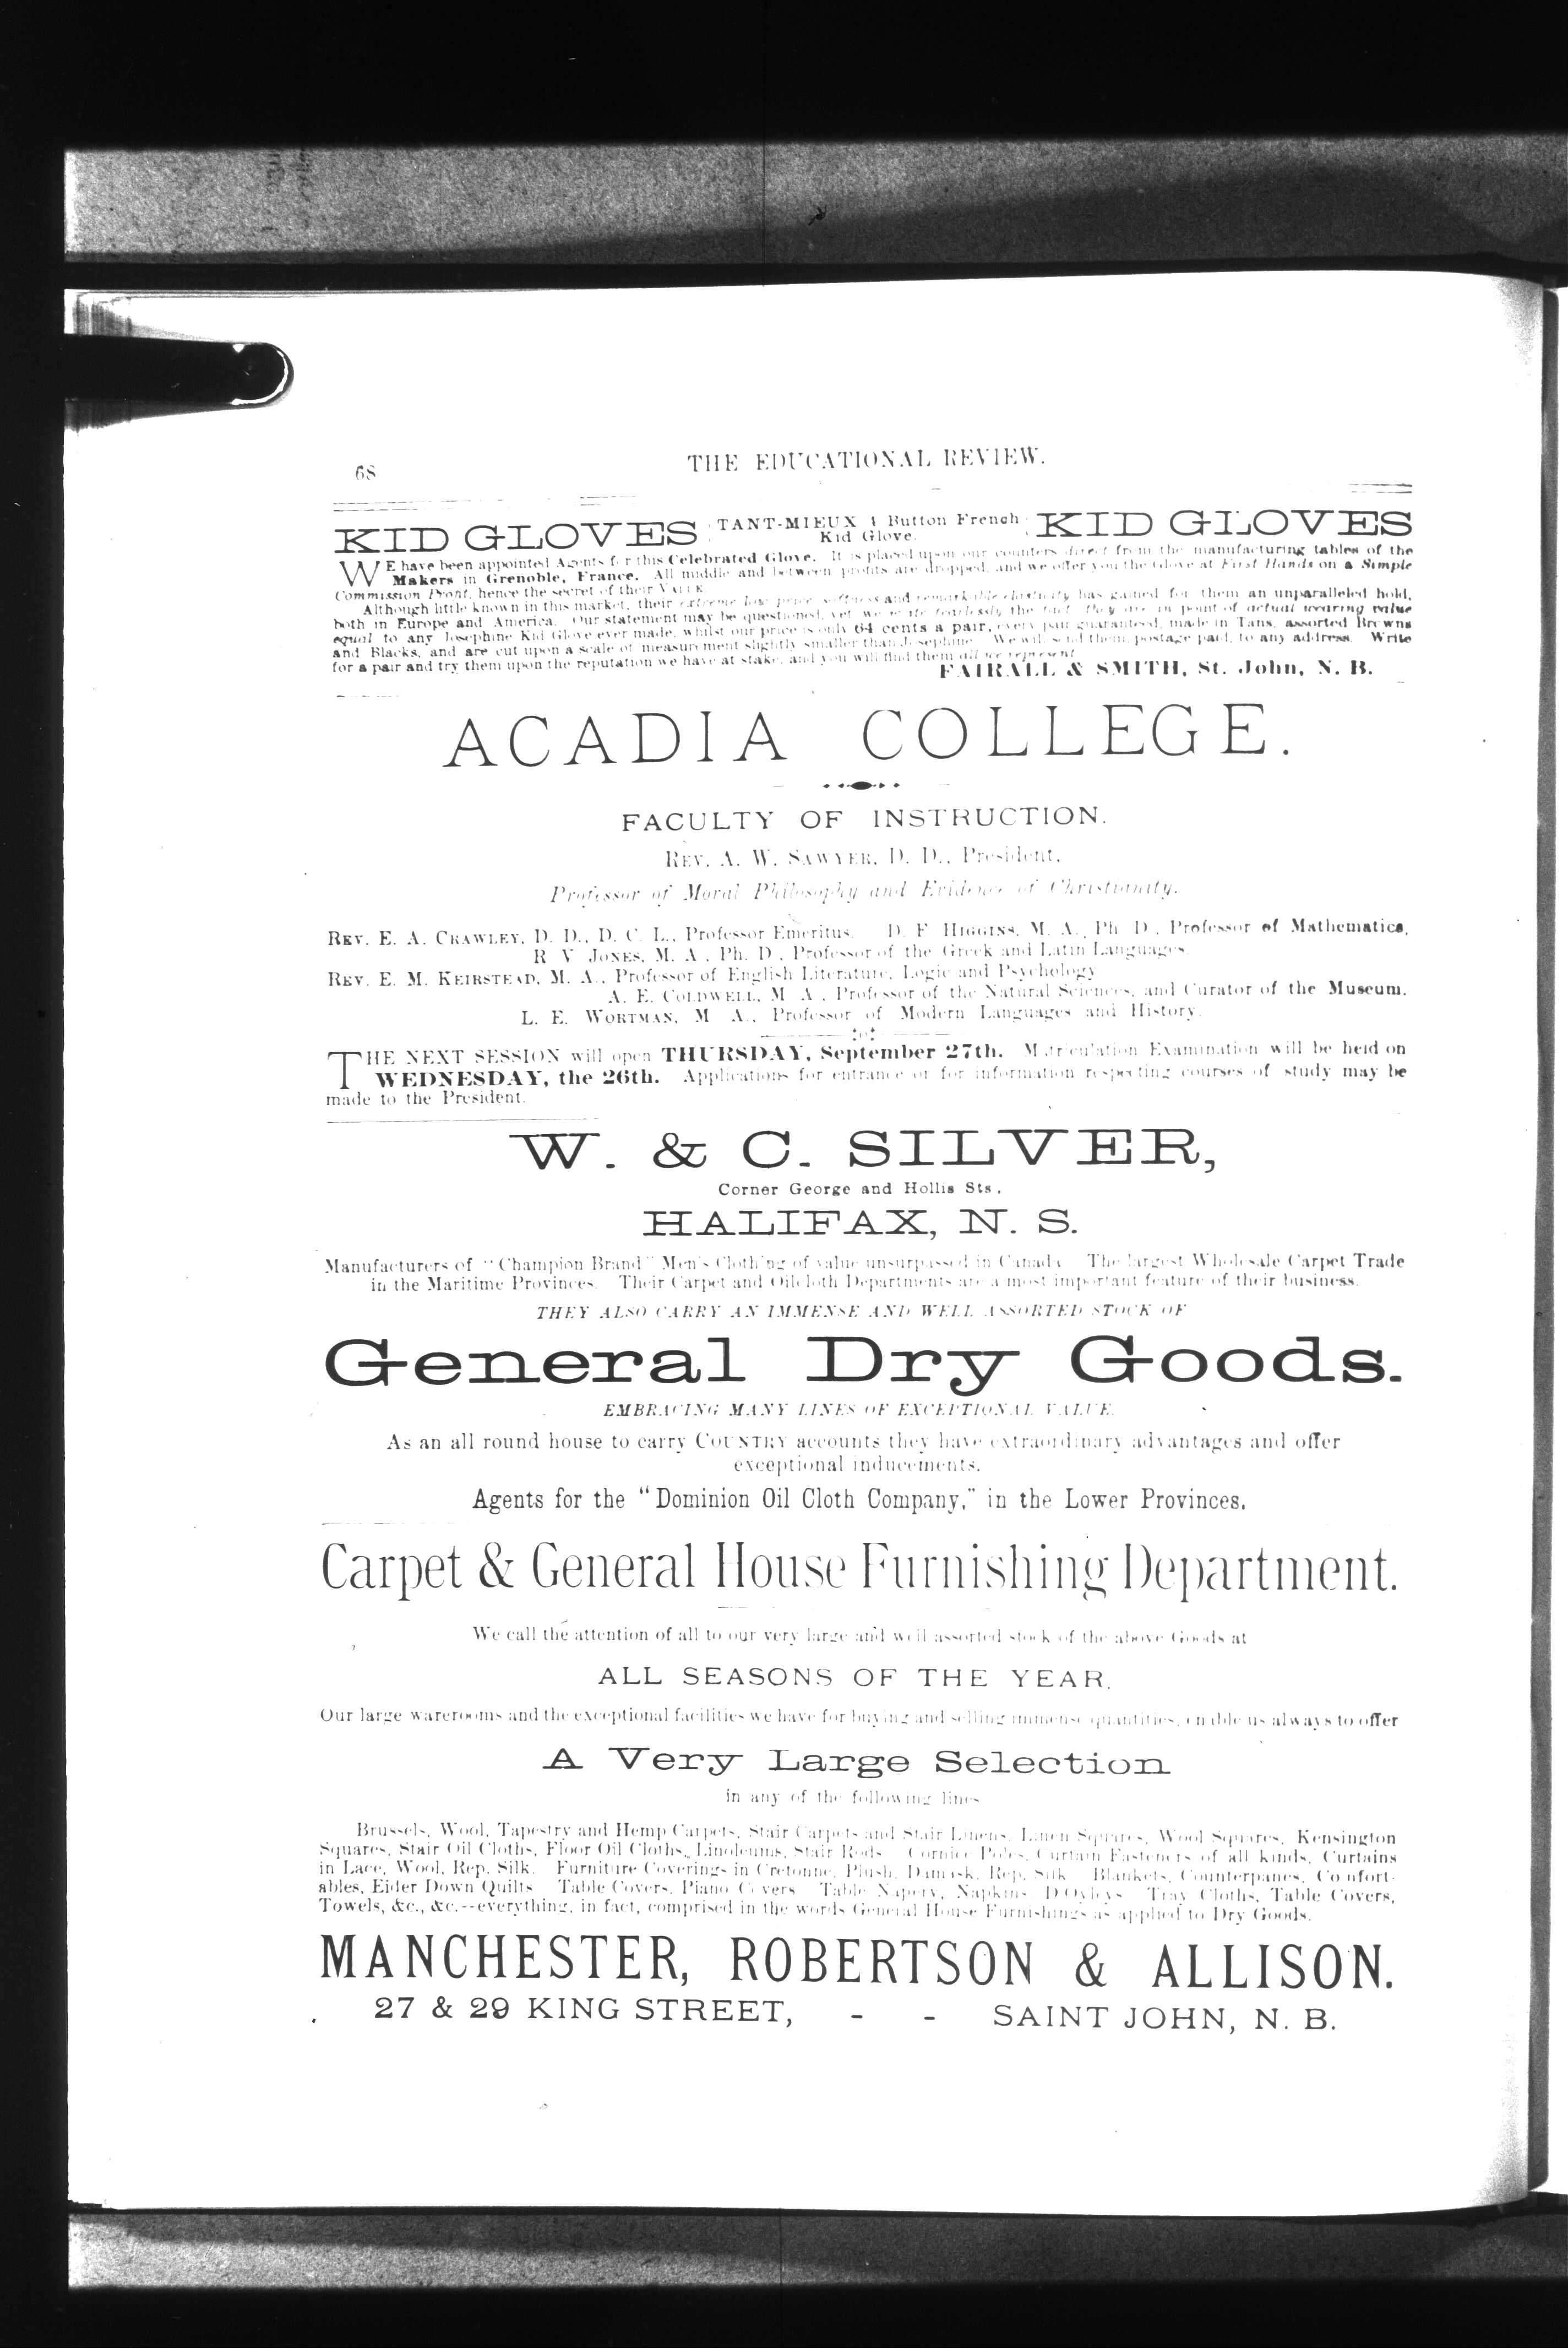 68
THE EDUCATIONAL REVIEW.
KID GLOVES TANT-MIEUX 4 Button French Kid Glove. KID GLOVES
WE have been appointed Agents for this Celebrated Glove. It is placed upon our counters direct from the manufacturing tables of the
Makers in Grenoble, France. All middle and between profits are dropped, and we offer you the Glove at First Hands on a Simple
Commission Profit, hence the secret of their VALUE.
Although little known in this market, their extreme low price, softness and remarkable elasticity has gained for them an unparalleled hold,
both in Europe and America. Our statement may be questioned, yet we state fearlessly the fact they are in point of actual wearing value
equal to any Josephine Kid Glove ever made, whilst our price is only 64 cents a pair, every pair guaranteed, made in Tans, assorted Browns
and Blacks, and are cut upon a scale of measurement slightly smaller than Josephine. We will send them, postage paid, to any address. Write
for a pair and try them upon the reputation we have at stake, and you will find them all we represent.
FAIRALL & SMITH, St. John, N. B.
ACADIA COLLEGE.
FACULTY OF INSTRUCTION.
REV. A. W. SAWYER, D. D., President.
Professor of Moral Philosophy and Evidence of Christianity.
REV. E. A. CRAWLEY, D. D., D. C. L., Professor Emeritus. D. F. HIGGINS, M. A., Ph. D., Professor of Mathematics,
R. V. JONES, M. A., Ph. D., Professor of the Greek and Latin Languages.
REV. E. M. KEIRSTEAD, M. A., Professor of English Literature, Logic and Psychology
A. E. COLDWELL, M. A., Professor of the Natural Sciences, and Curator of the Museum.
L. E. WORTMAN, M. A., Professor of Modern Languages and History.
THE NEXT SESSION will open THURSDAY, September 27th. Matriculation Examination will be held on
WEDNESDAY, the 26th. Applications for entrance or for information respecting courses of study may be
made to the President.
W. & C. SILVER,
Corner George and Hollis Sts,
HALIFAX, N. S.
Manufacturers of "Champion Brand" Men's Clothing of value unsurpassed in Canada. The largest Wholesale Carpet Trade
in the Maritime Provinces. Their Carpet and Oilcloth Departments are a most important feature of their business.
THEY ALSO CARRY AN IMMENSE AND WELL ASSORTED STOCK OF
General Dry Goods.
EMBRACING MANY LINES OF EXCEPTIONAL VALUE.
As an all round house to carry COUNTRY accounts they have extraordinary advantages and offer
exceptional inducements.
Agents for the "Dominion Oil Cloth Company," in the Lower Provinces.
Carpet & General House Furnishing Department.
We call the attention of all to our very large and well assorted stock of the above Goods at
ALL SEASONS OF THE YEAR.
Our large warerooms and the exceptional facilities we have for buying and selling immense quantities, enable us always to offer
A Very Large Selection
in any of the following lines
Brussels, Wool, Tapestry and Hemp Carpets, Stair Carpets and Stair Linens, Linen Squares, Wool Squares, Kensington
Squares, Stair Oil Cloths, Floor Oil Cloths, Linoleums, Stair Rods. Cornice Poles, Curtain Fasteners of all kinds, Curtains
in Lace, Wool, Rep, Silk. Furniture Coverings in Cretonne, Plush, Damask, Rep, Silk. Blankets, Counterpanes, Comfort-
ables, Eider Down Quilts. Table Covers, Piano Covers. Table Napery, Napkins D'Oyleys. Tray Cloths, Table Covers,
Towels, &c., &c.--everything, in fact, comprised in the words General House Furnishings as applied to Dry Goods.
MANCHESTER, ROBERTSON & ALLISON.
27 & 29 KING STREET, - - SAINT JOHN, N. B.